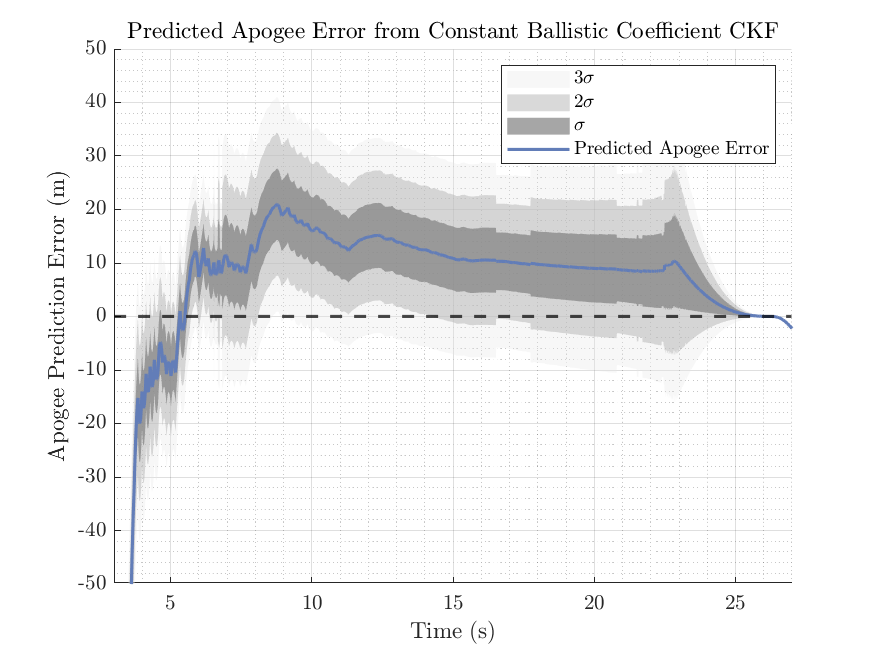 Predicted Apogee Error from Constant Ballistic Coefficient CKF
50
40
30
20
10
0
-10
-20
-30
-40
-50
Apogee Prediction Error (m)
3σ
2σ
σ
Predicted Apogee Error
5
10
15
20
25
Time (s)